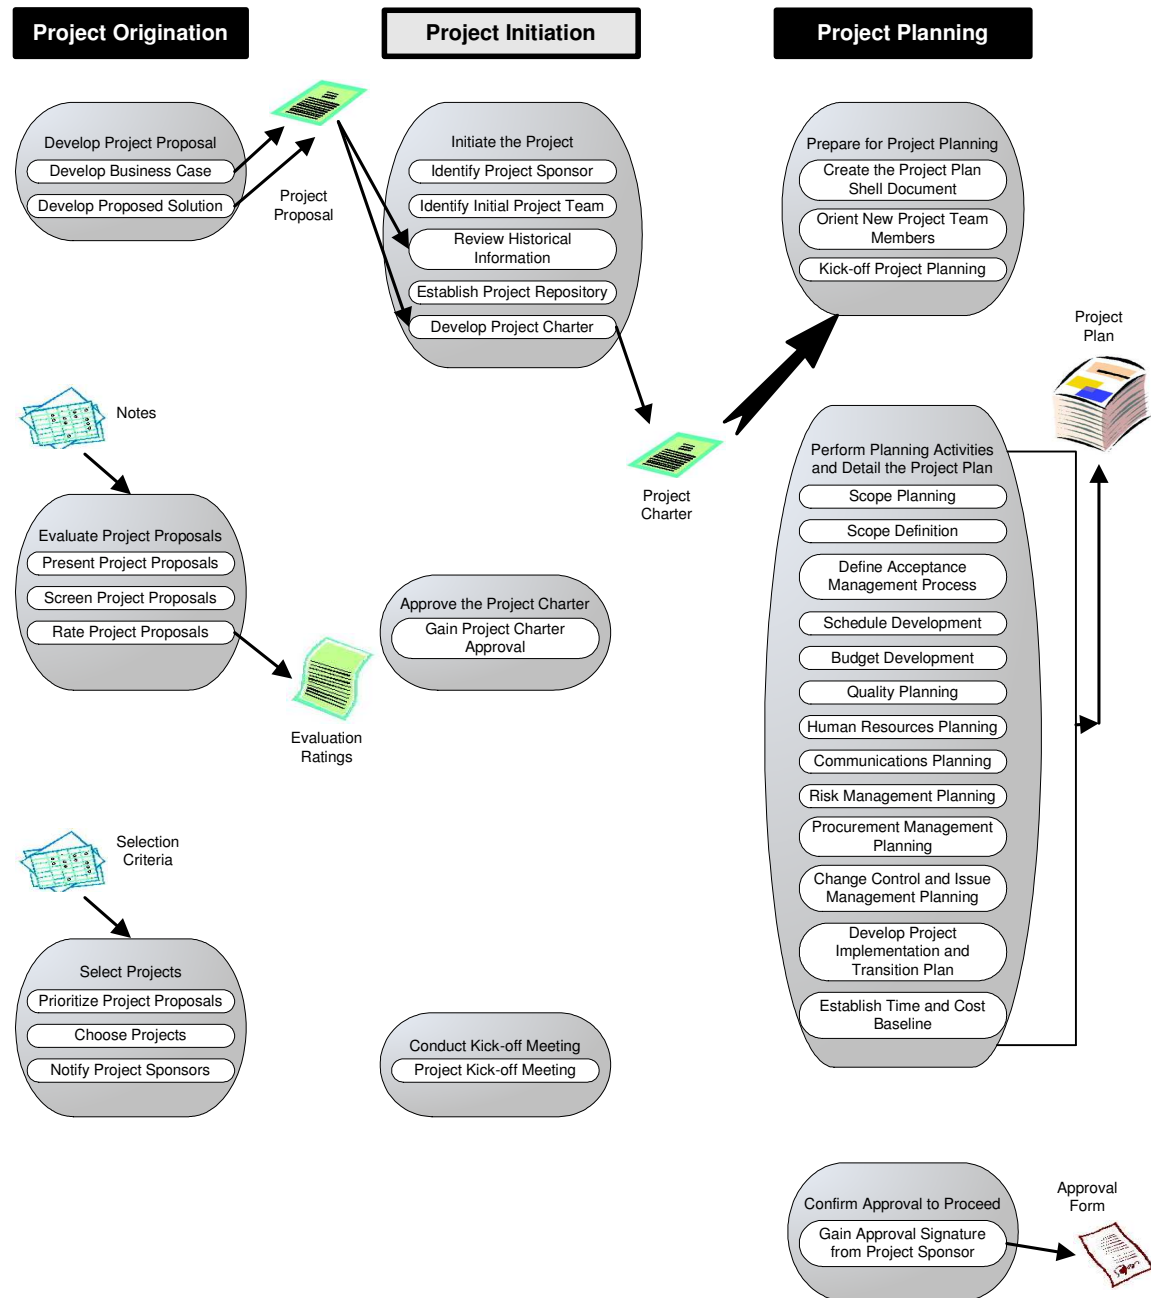 Project Origination
Project Initiation
Project Planning
Develop Project Proposal
Develop Business Case
Develop Proposed Solution
Project
Proposal
Initiate the Project
Identify Project Sponsor
Identify Initial Project Team
Review Historical
Information
Establish Project Repository
Develop Project Charter
Prepare for Project Planning
Create the Project Plan
Shell Document
Orient New Project Team
Members
Kick-off Project Planning
Project
Plan
Notes
Project
Charter
Evaluate Project Proposals
Present Project Proposals
Screen Project Proposals
Rate Project Proposals
Evaluation
Ratings
Approve the Project Charter
Gain Project Charter
Approval
Perform Planning Activities
and Detail the Project Plan
Scope Planning
Scope Definition
Define Acceptance
Management Process
Schedule Development
Budget Development
Quality Planning
Human Resources Planning
Communications Planning
Risk Management Planning
Procurement Management
Planning
Change Control and Issue
Management Planning
Develop Project
Implementation and
Transition Plan
Establish Time and Cost
Baseline
Selection
Criteria
Select Projects
Prioritize Project Proposals
Choose Projects
Notify Project Sponsors
Conduct Kick-off Meeting
Project Kick-off Meeting
Confirm Approval to Proceed
Gain Approval Signature
from Project Sponsor
Approval
Form